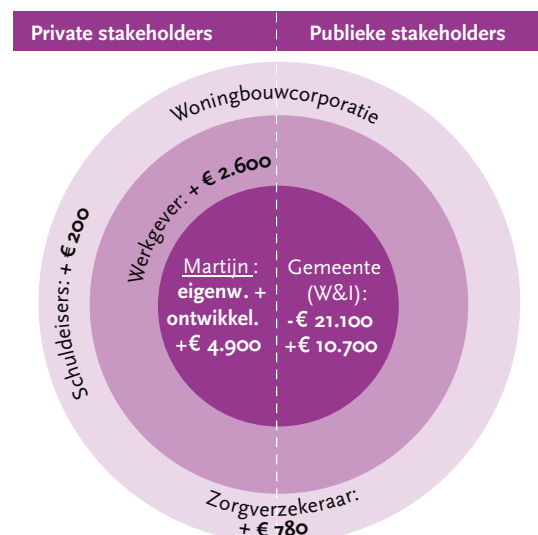 Private stakeholders
Publieke stakeholders
Woningbouwcorporatie
Werkgever: + € 2.600
Schuldeisers: + € 200
Martijn :
eigenw. +
ontwikkel.
+€ 4.900
Gemeente
(W&I):
-€ 21.100
+€ 10.700
Zorgverzekeraar:
+ € 780